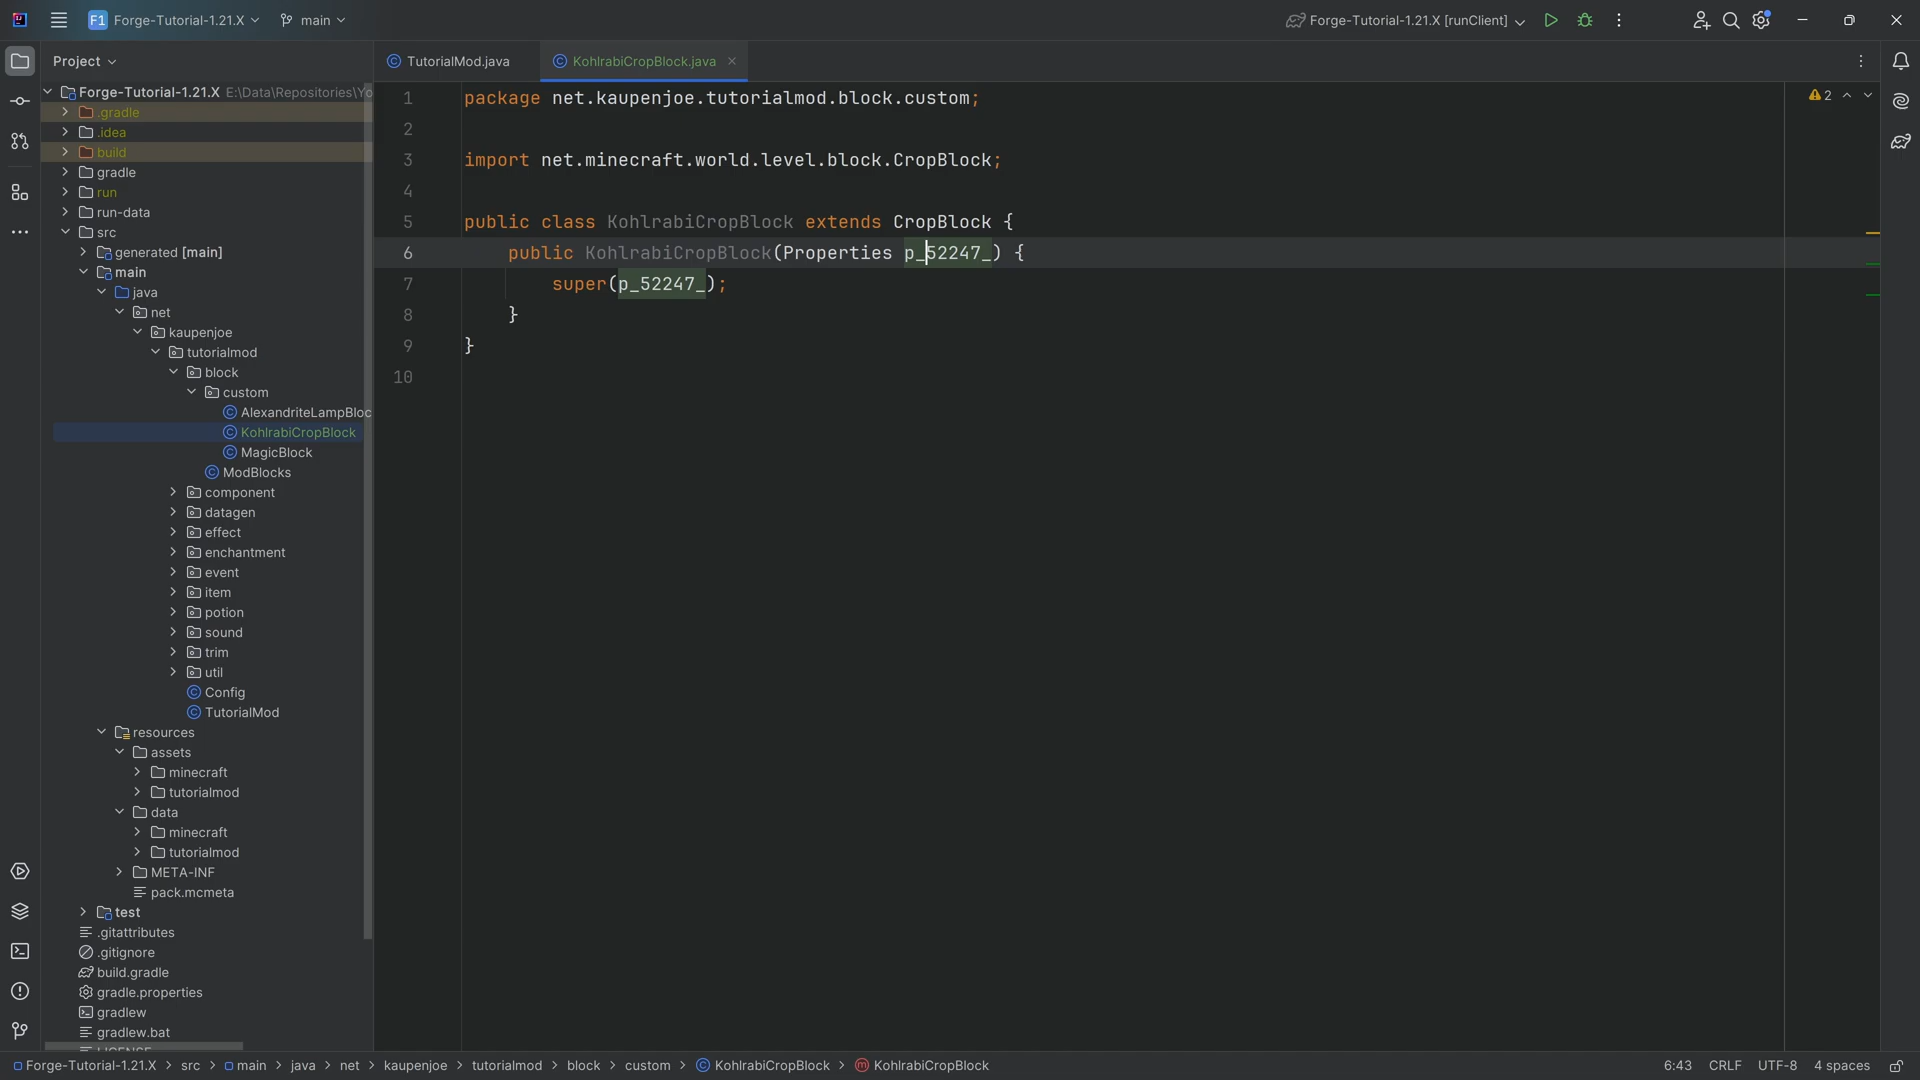 F1 Forge-Tutorial-1.21.X main Forge-Tutorial-1.21.X [runClient]
Project
TutorialMod.java
KohlrabiCropBlock.java
Forge-Tutorial-1.21.X E:\Data\Repositories\Yo
.gradle
.idea
build
gradle
run
run-data
src
generated [main]
main
java
net
kaupenjoe
tutorialmod
block
custom
AlexandriteLampBloc
KohlrabiCropBlock
MagicBlock
ModBlocks
component
datagen
effect
enchantment
event
item
potion
sound
trim
util
Config
TutorialMod
resources
assets
minecraft
tutorialmod
data
minecraft
tutorialmod
META-INF
pack.mcmeta
test
.gitattributes
.gitignore
build.gradle
gradle.properties
gradlew
gradlew.bat
LICENSE
1 package net.kaupenjoe.tutorialmod.block.custom;
2
3 import net.minecraft.world.level.block.CropBlock;
4
5 public class KohlrabiCropBlock extends CropBlock {
6 public KohlrabiCropBlock(Properties p_52247_) {
7 super(p_52247_);
8 }
9 }
10
2
Forge-Tutorial-1.21.X > src > main > java > net > kaupenjoe > tutorialmod > block > custom > KohlrabiCropBlock > KohlrabiCropBlock
6:43 CRLF UTF-8 4 spaces